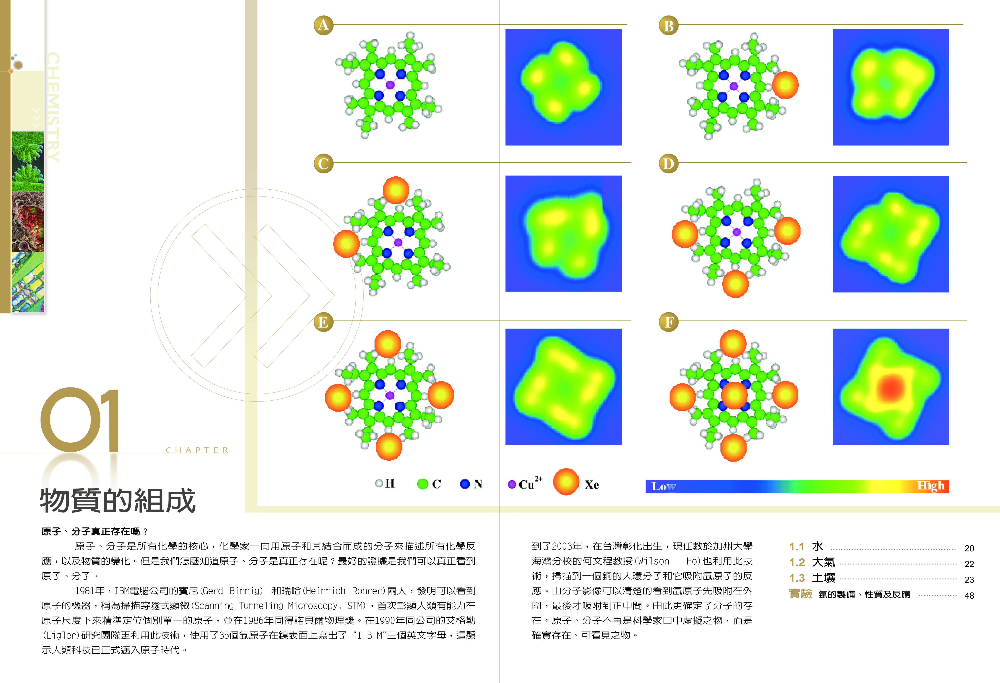 CHEMISTRY
A
B
C
D
E
F
H C N Cu2+ Xe
Low High
01
CHAPTER
物質的組成
原子、分子真正存在嗎？
原子、分子是所有化學的核心，化學家一向用原子和其結合而成的分子來描述所有化學反
應，以及物質的變化。但是我們怎麼知道原子、分子是真正存在呢？最好的證據是我們可以真正看到
原子、分子。
1981年，IBM電腦公司的賓尼(Gerd Binnig) 和瑞哈(Heinrich Rohrer)兩人，發明可以看到
原子的機器，稱為掃描穿隧式顯微(Scanning Tunneling Microscopy, STM)，首次彰顯人類有能力在
原子尺度下來精準定位個別單一的原子，並在1986年同得諾貝爾物理獎。在1990年同公司的艾格勒
(Eigler)研究團隊更利用此技術，使用了35個氙原子在鎳表面上寫出了 "I B M"三個英文字母，這顯
示人類科技已正式邁入原子時代。
到了2003年，在台灣彰化出生，現任教於加州大學
海灣分校的何文程教授(Wilson Ho)也利用此技
術，掃描到一個銅的大環分子和它吸附氙原子的反
應。由分子影像可以清楚的看到氙原子先吸附在外
圍，最後才吸附到正中間。由此更確定了分子的存
在。原子、分子不再是科學家口中虛擬之物，而是
確實存在、可看見之物。
1.1 水 20
1.2 大氣 22
1.3 土壤 23
實驗 氮的製備、性質及反應 48